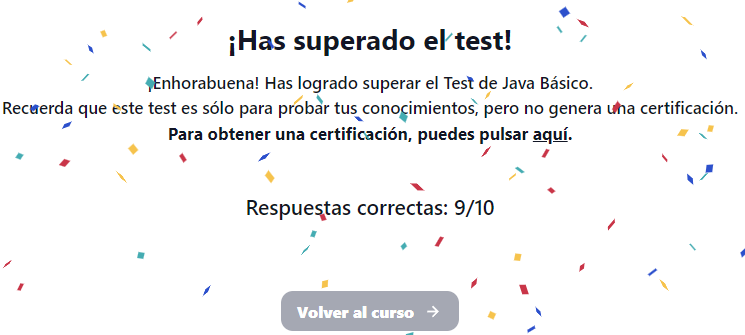 ¡Has superado el test!
¡Enhorabuena! Has logrado superar el Test de Java Básico.
Recuerda que este test es sólo para probar tus conocimientos, pero no genera una certificación.
Para obtener una certificación, puedes pulsar aquí.
Respuestas correctas: 9/10
Volver al curso →